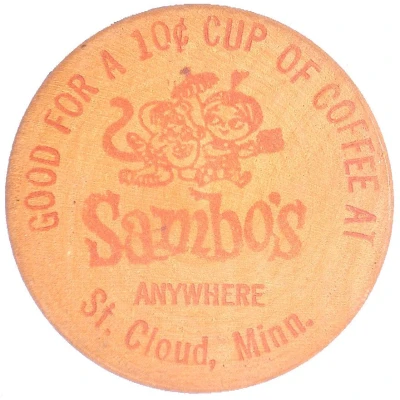 GOOD FOR A 10¢ CUP OF COFFEE AT
Sambo's
ANYWHERE
St. Cloud, Minn.